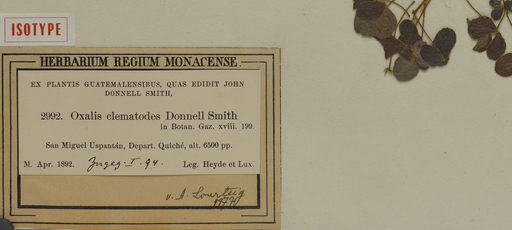 ISOTYPE
HERBARIUM REGIUM MONACENSE.
EX PLANTIS GUATEMALENSIBUS, QUAS EDIDIT JOHN
DONNELL SMITH,
2992. Oxalis clematodes Donnell Smith
in Botan. Gaz. xviii. 199.
San Miguel Uspantán, Depart. Quiché, alt. 6500 pp.
M. Apr. 1892. Leg. Heyde et Lux.
v. A. Lourteig